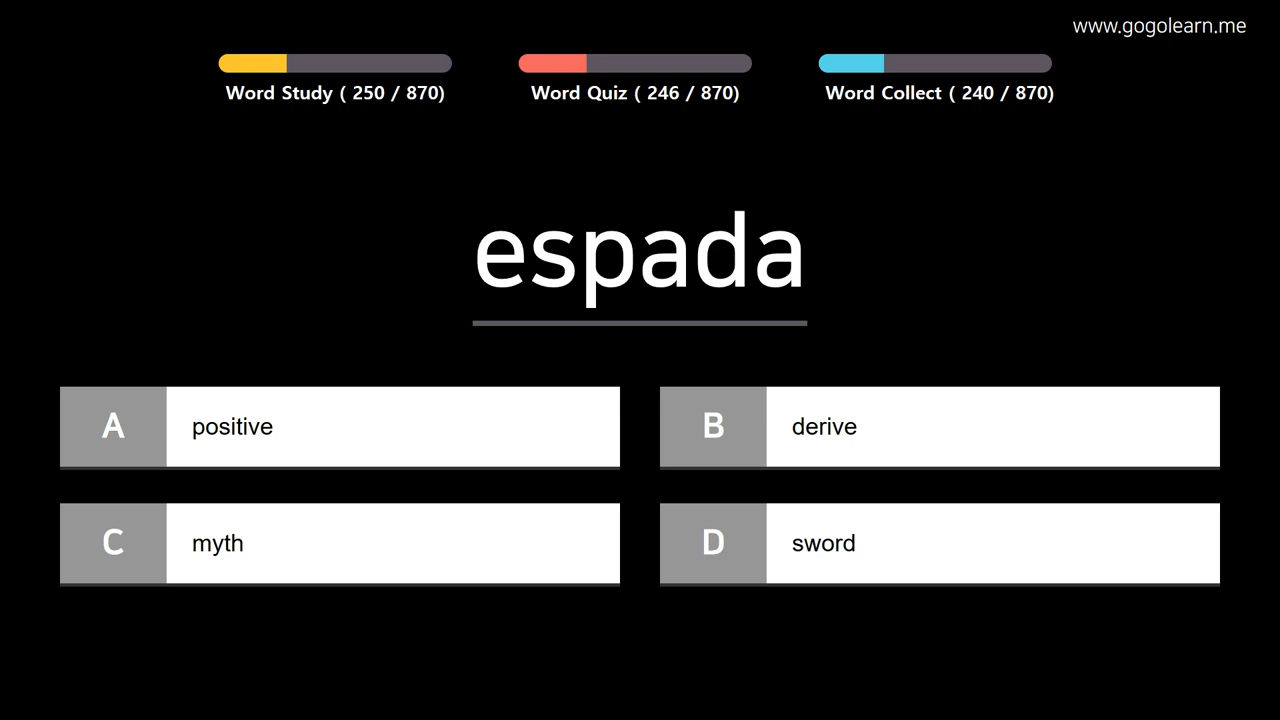 www.gogolearn.me
Word Study ( 250 / 870)
Word Quiz ( 246 / 870)
Word Collect ( 240 / 870)
espada
A positive
B derive
C myth
D sword